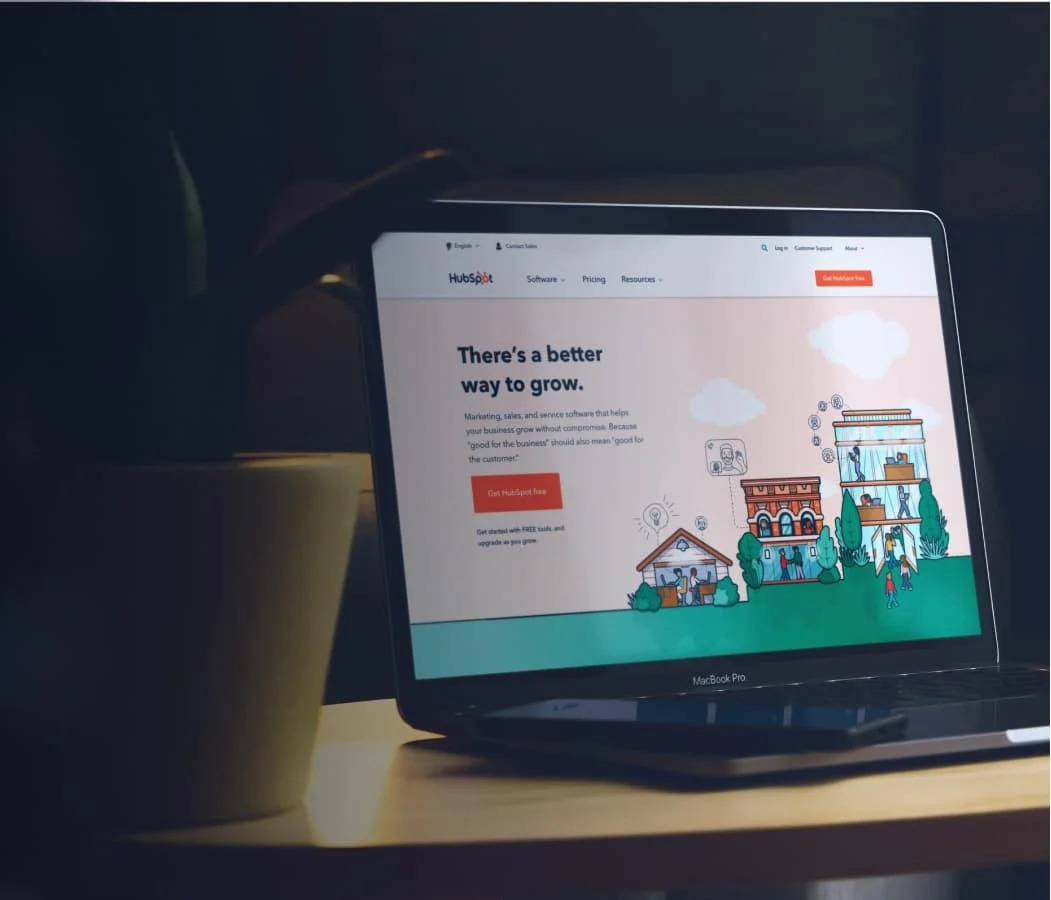 English
Contact Sales
Log in
Customer Support
About
HubSpot
Software
Pricing
Resources
Get HubSpot free
There's a better
way to grow.
Marketing, sales, and service software that helps
your business grow without compromise. Because
"good for the business" should also mean "good for
the customer."
Get HubSpot free
Get started with FREE tools, and
upgrade as you grow.
MacBook Pro